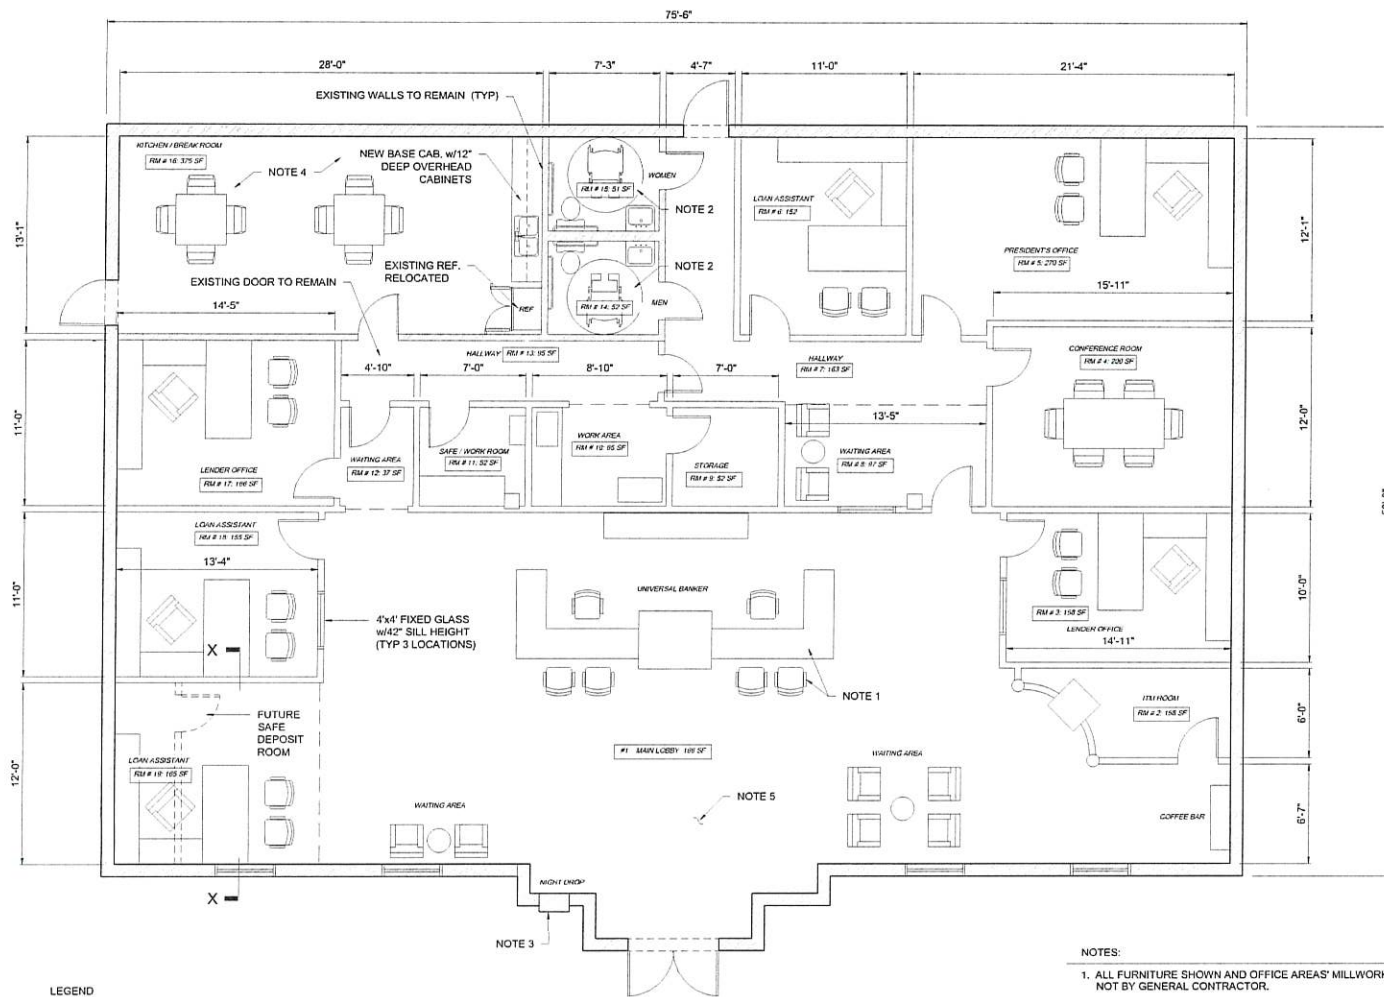 75'-6"
28'-0"
7'-3"
4'-7"
11'-0"
21'-4"
EXISTING WALLS TO REMAIN (TYP)
KITCHEN / BREAK ROOM
RM # 16: 375 SF
NOTE 4
NEW BASE CAB, w/12"
DEEP OVERHEAD
CABINETS
WOMEN
RM # 15: 51 SF
NOTE 2
LOAN ASSISTANT
RM # 6: 152
PRESIDENT'S OFFICE
RM # 5: 270 SF
13'-1"
12'-1"
EXISTING REF.
RELOCATED
NOTE 2
EXISTING DOOR TO REMAIN
MEN
RM # 14: 52 SF
REF
14'-5"
15'-11"
HALLWAY
RM # 13: 95 SF
HALLWAY
RM # 7: 163 SF
CONFERENCE ROOM
RM # 4: 200 SF
4'-10"
7'-0"
8'-10"
7'-0"
13'-5"
11'-0"
12'-0"
LENDER OFFICE
RM # 17: 166 SF
WAITING AREA
RM # 12: 37 SF
SAFE / WORK ROOM
RM # 11: 52 SF
WORK AREA
RM # 10: 65 SF
STORAGE
RM # 9: 52 SF
WAITING AREA
RM # 8: 97 SF
LOAN ASSISTANT
RM # 18: 155 SF
13'-4"
11'-0"
4'x4' FIXED GLASS
w/42" SILL HEIGHT
(TYP 3 LOCATIONS)
UNIVERSAL BANKER
RM # 3: 158 SF
LENDER OFFICE
14'-11"
10'-0"
X
NOTE 1
FUTURE
SAFE
DEPOSIT
ROOM
ITM ROOM
RM # 2: 158 SF
6'-0"
#1 MAIN LOBBY 166 SF
WAITING AREA
LOAN ASSISTANT
RM # 19: 165 SF
12'-0"
NOTE 5
WAITING AREA
COFFEE BAR
6'-7"
X
NIGHT DROP
NOTE 3
NOTES:
1. ALL FURNITURE SHOWN AND OFFICE AREAS' MILLWORK
NOT BY GENERAL CONTRACTOR.
LEGEND